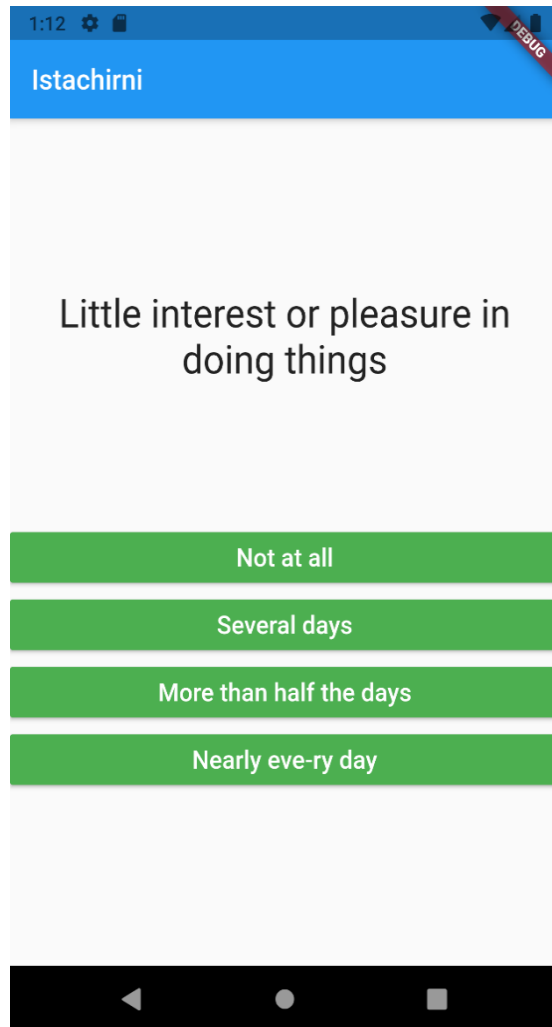 1:12
DEBUG
Istachirni
Little interest or pleasure in
doing things
Not at all
Several days
More than half the days
Nearly eve-ry day